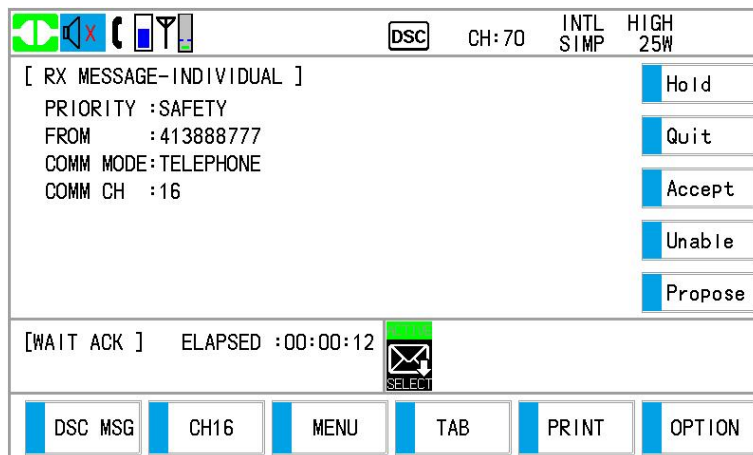 DSC CH:70 INTL SIMP HIGH 25W
[ RX MESSAGE-INDIVIDUAL ]
PRIORITY :SAFETY
FROM :413888777
COMM MODE:TELEPHONE
COMM CH :16
Hold
Quit
Accept
Unable
Propose
[WAIT ACK ] ELAPSED :00:00:12
SELECT
DSC MSG CH16 MENU TAB PRINT OPTION